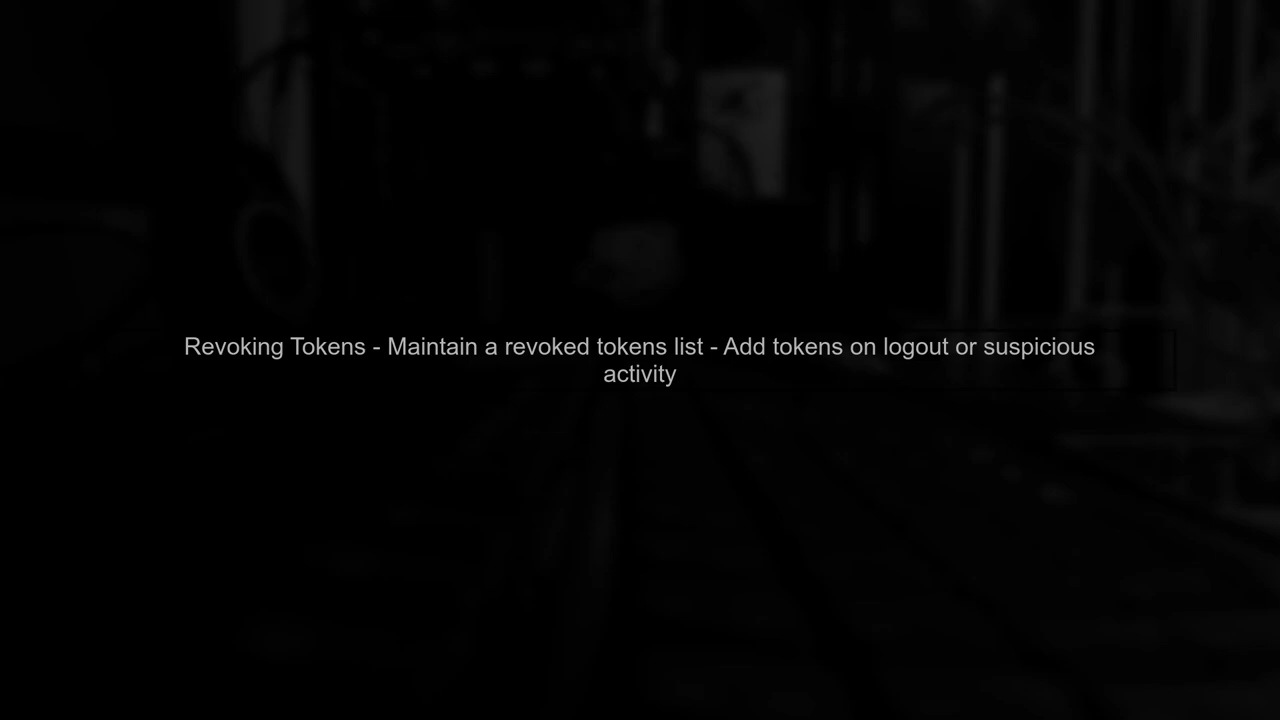 Revoking Tokens - Maintain a revoked tokens list - Add tokens on logout or suspicious
activity